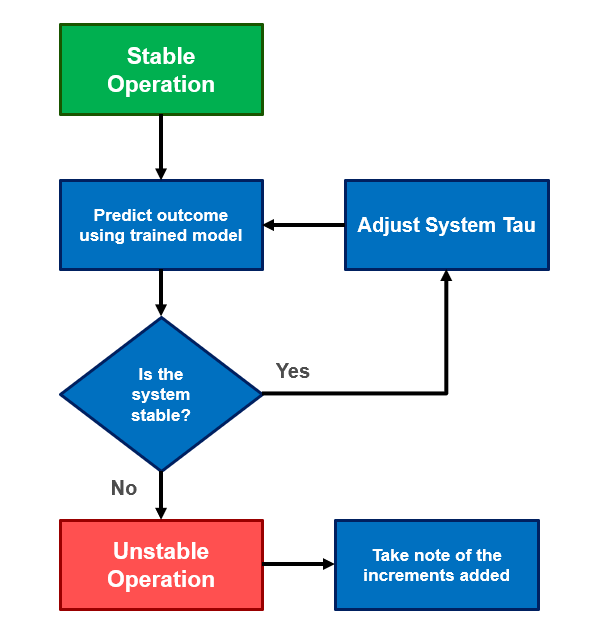 Stable
Operation
Predict outcome
using trained model
Adjust System Tau
Is the
system
stable?
Yes
No
Unstable
Operation
Take note of the
increments added